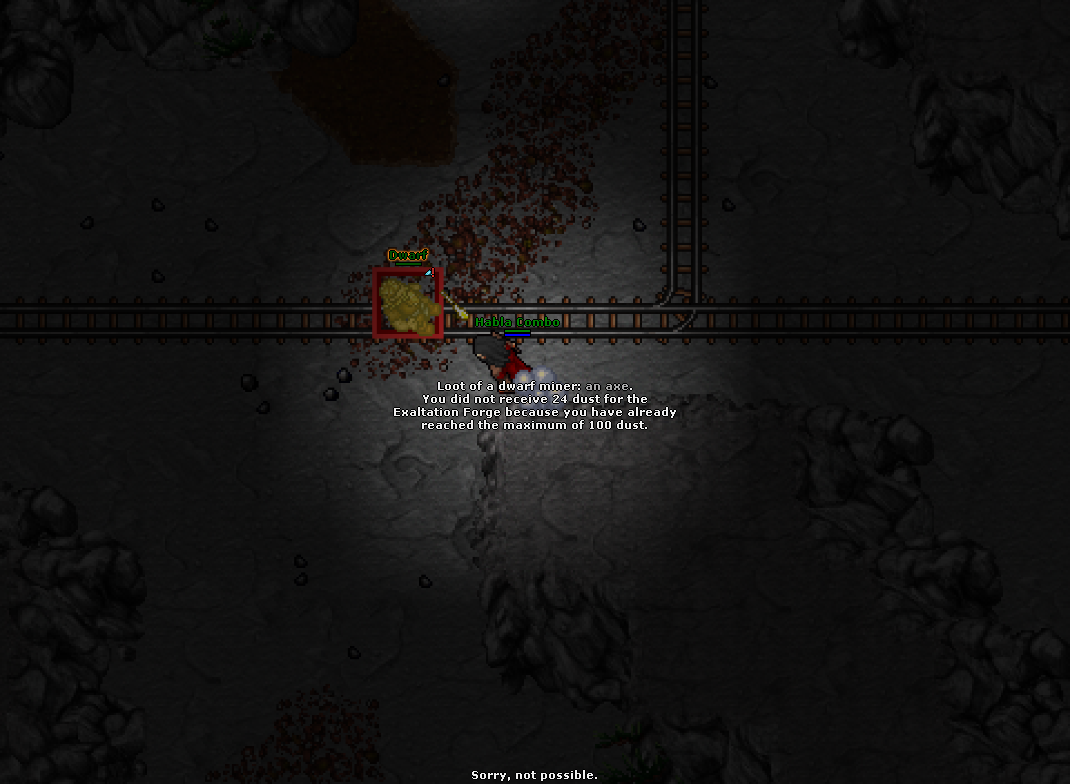 Dwarf
Habla Combo
Loot of a dwarf miner: an axe.
You did not receive 24 dust for the
Exaltation Forge because you have already
reached the maximum of 100 dust.
Sorry, not possible.